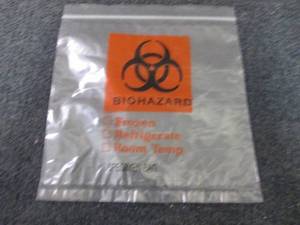 BIOHAZARD
Frozen
Refrigerate
Room Temp